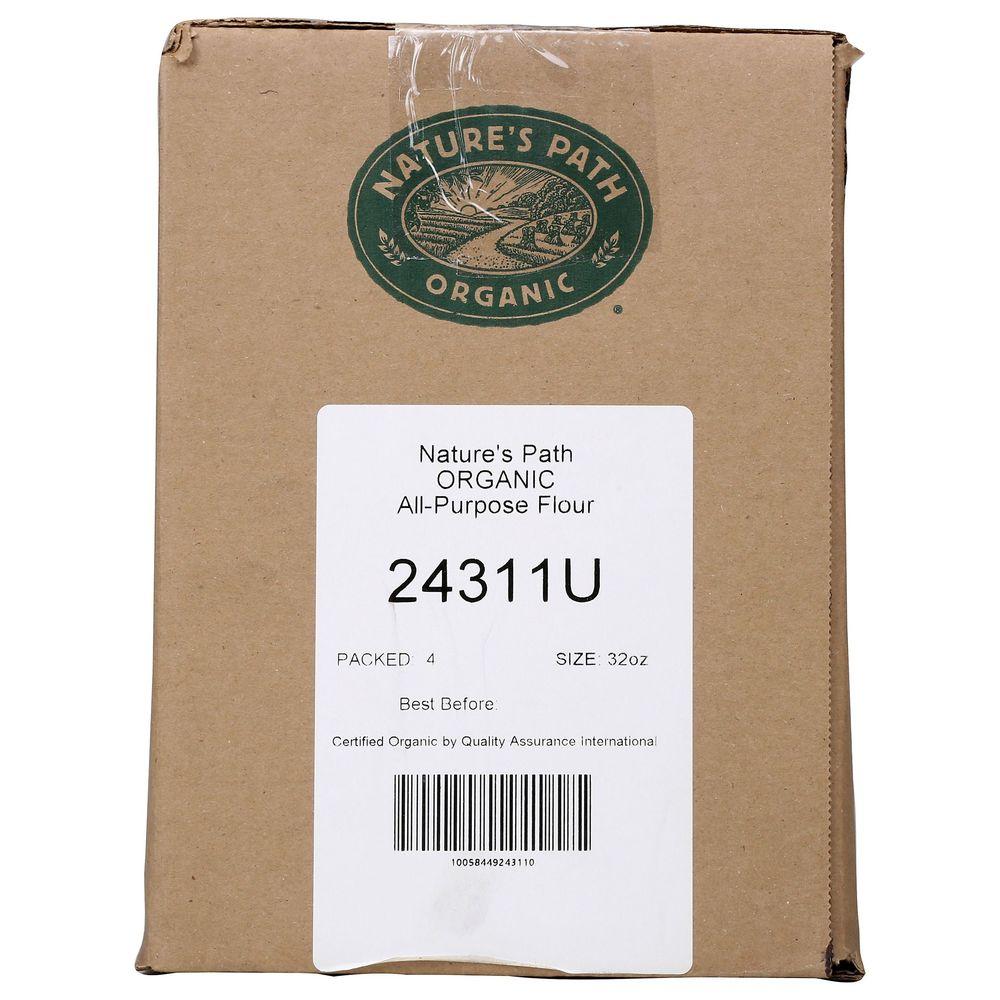 NATURE'S PATH
ORGANIC
®
Nature's Path
ORGANIC
All-Purpose Flour
24311U
PACKED: 4 SIZE: 32oz
Best Before:
Certified Organic by Quality Assurance International
10058449243110